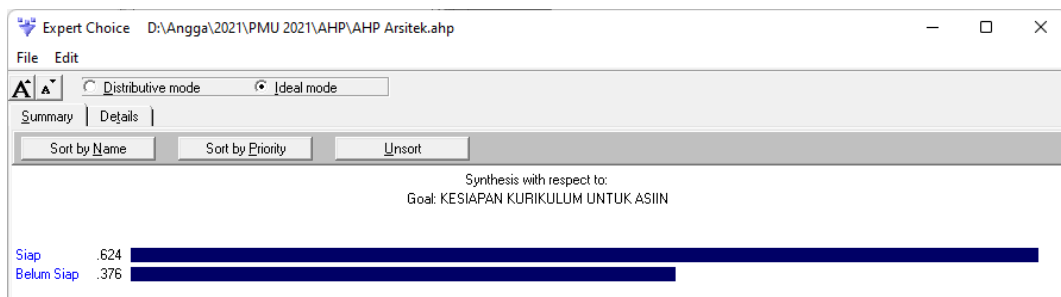 Expert Choice D:\Angga\2021\PMU 2021\AHP\AHP Arsitek.ahp
File Edit
A A Distributive mode Ideal mode
Summary Details
Sort by Name Sort by Priority Unsort
Synthesis with respect to:
Goal: KESIAPAN KURIKULUM UNTUK ASIIN
Siap .624
Belum Siap .376